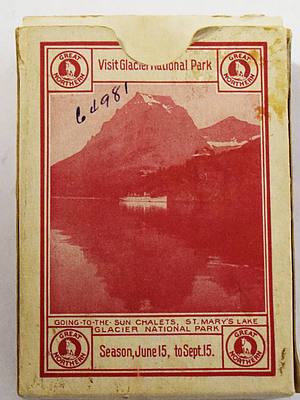 GREAT NORTHERN
Visit Glacier National Park
GREAT NORTHERN
64981
GOING-TO-THE-SUN CHALETS, ST. MARY'S LAKE
GLACIER NATIONAL PARK
GREAT NORTHERN
Season, June 15, to Sept. 15.
GREAT NORTHERN